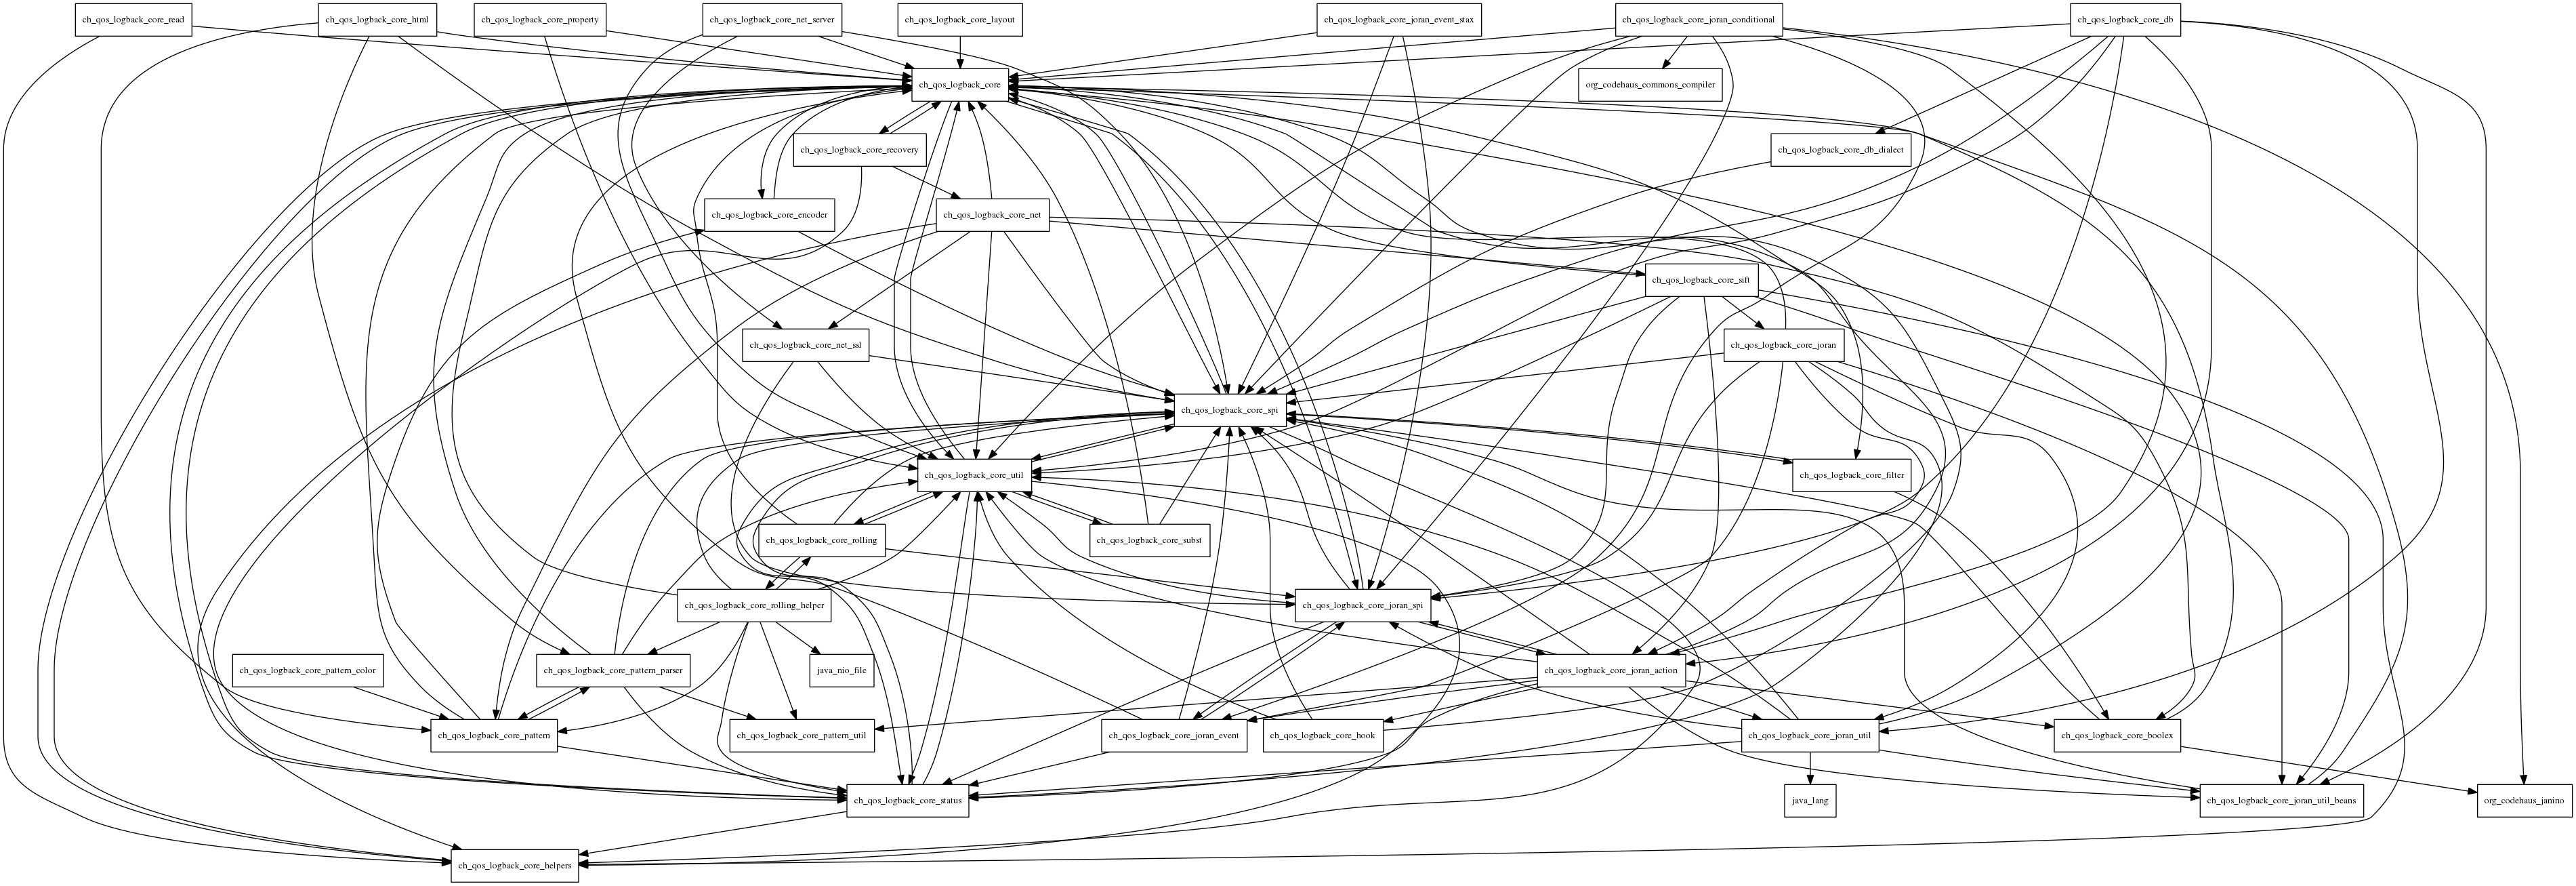 ch_qos_logback_core_read
ch_qos_logback_core_html
ch_qos_logback_core_property
ch_qos_logback_core_net_server
ch_qos_logback_core_layout
ch_qos_logback_core_joran_event_stax
ch_qos_logback_core_joran_conditional
ch_qos_logback_core_db
ch_qos_logback_core
org_codehaus_commons_compiler
ch_qos_logback_core_recovery
ch_qos_logback_core_db_dialect
ch_qos_logback_core_encoder
ch_qos_logback_core_net
ch_qos_logback_core_sift
ch_qos_logback_core_net_ssl
ch_qos_logback_core_joran
ch_qos_logback_core_spi
ch_qos_logback_core_util
ch_qos_logback_core_filter
ch_qos_logback_core_rolling
ch_qos_logback_core_subst
ch_qos_logback_core_rolling_helper
ch_qos_logback_core_joran_spi
ch_qos_logback_core_pattern_color
ch_qos_logback_core_pattern_parser
java_nio_file
ch_qos_logback_core_joran_action
ch_qos_logback_core_pattern
ch_qos_logback_core_pattern_util
ch_qos_logback_core_joran_event
ch_qos_logback_core_hook
ch_qos_logback_core_joran_util
ch_qos_logback_core_boolex
ch_qos_logback_core_status
java_lang
ch_qos_logback_core_joran_util_beans
org_codehaus_janino
ch_qos_logback_core_helpers